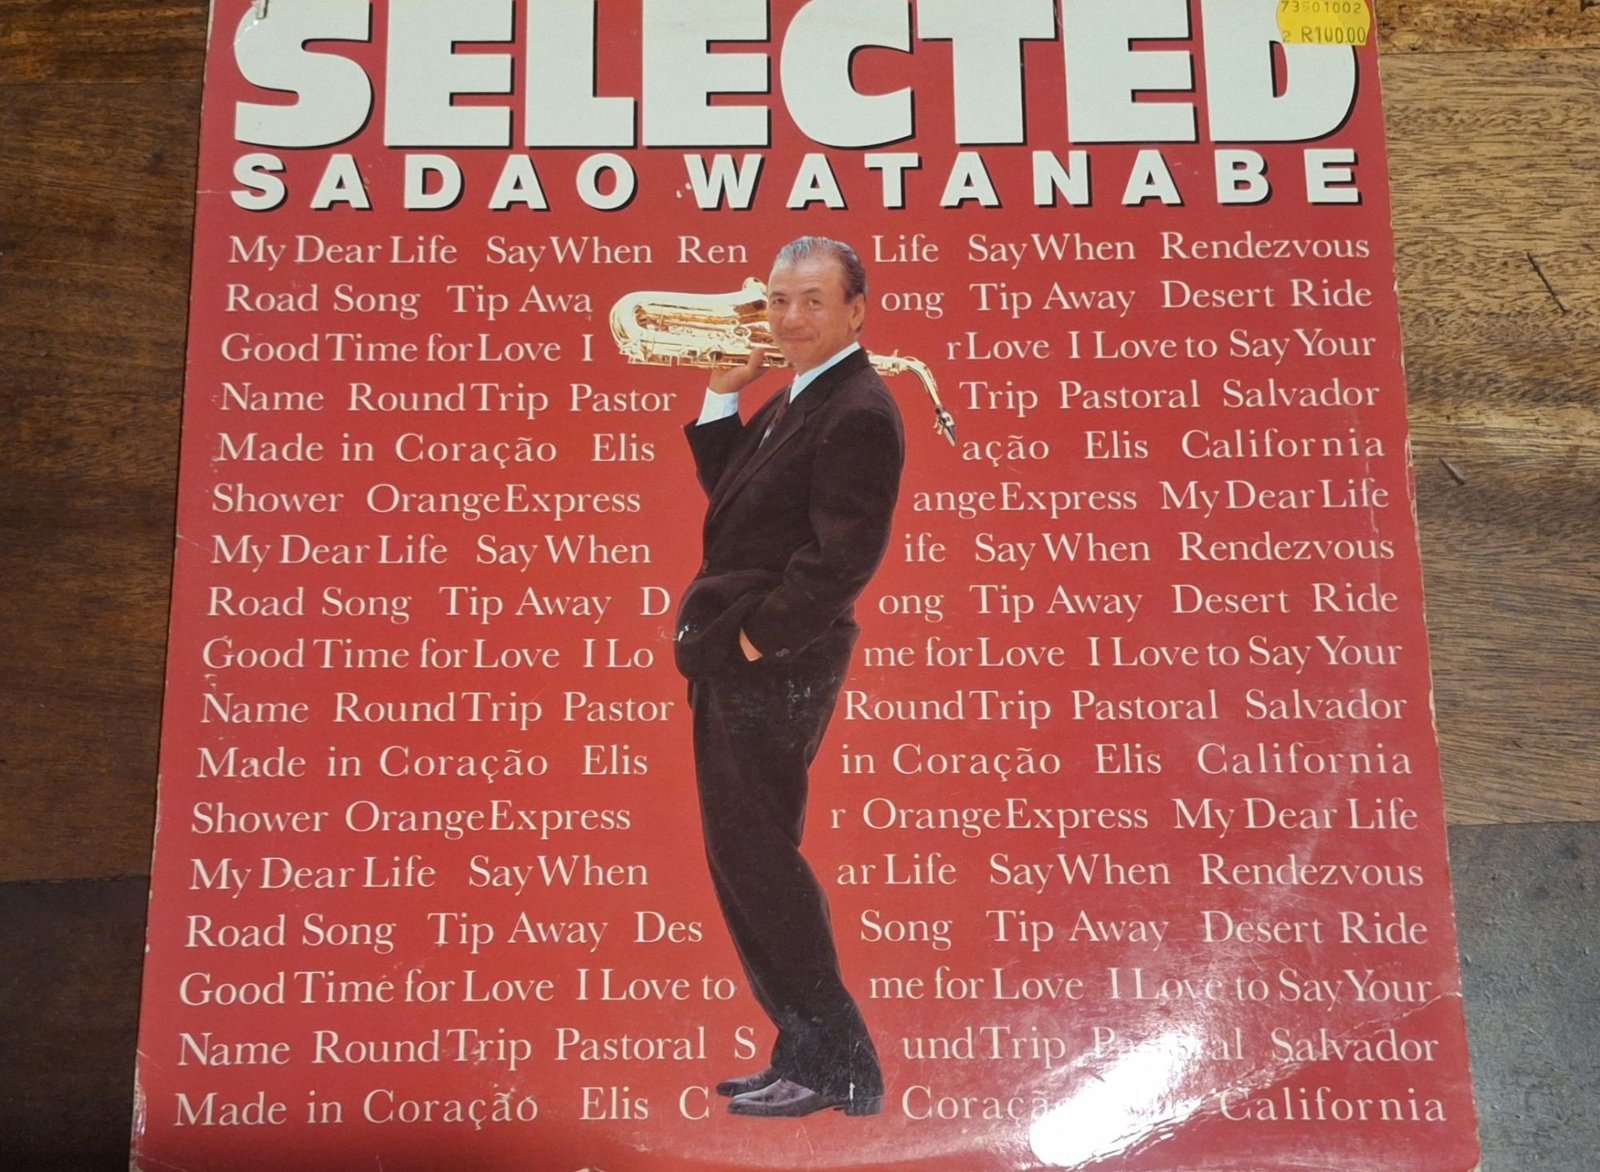 SELECTED
73501002
2 R10000
SADAO WATANABE
My Dear Life Say When Ren Life Say When Rendezvous
Road Song Tip Awa ong Tip Away Desert Ride
Good Time for Love I r Love I Love to Say Your
Name Round Trip Pastor Trip Pastoral Salvador
Made in Coração Elis ação Elis California
Shower Orange Express ange Express My Dear Life
My Dear Life Say When ife Say When Rendezvous
Road Song Tip Away D ong Tip Away Desert Ride
Good Time for Love I Lo me for Love I Love to Say Your
Name Round Trip Pastor Round Trip Pastoral Salvador
Made in Coração Elis in Coração Elis California
Shower Orange Express r Orange Express My Dear Life
My Dear Life Say When ar Life Say When Rendezvous
Road Song Tip Away Des Song Tip Away Desert Ride
Good Time for Love I Love to me for Love I Love to Say Your
Name Round Trip Pastoral S und Trip Pastoral Salvador
Made in Coração Elis C Coraçã California